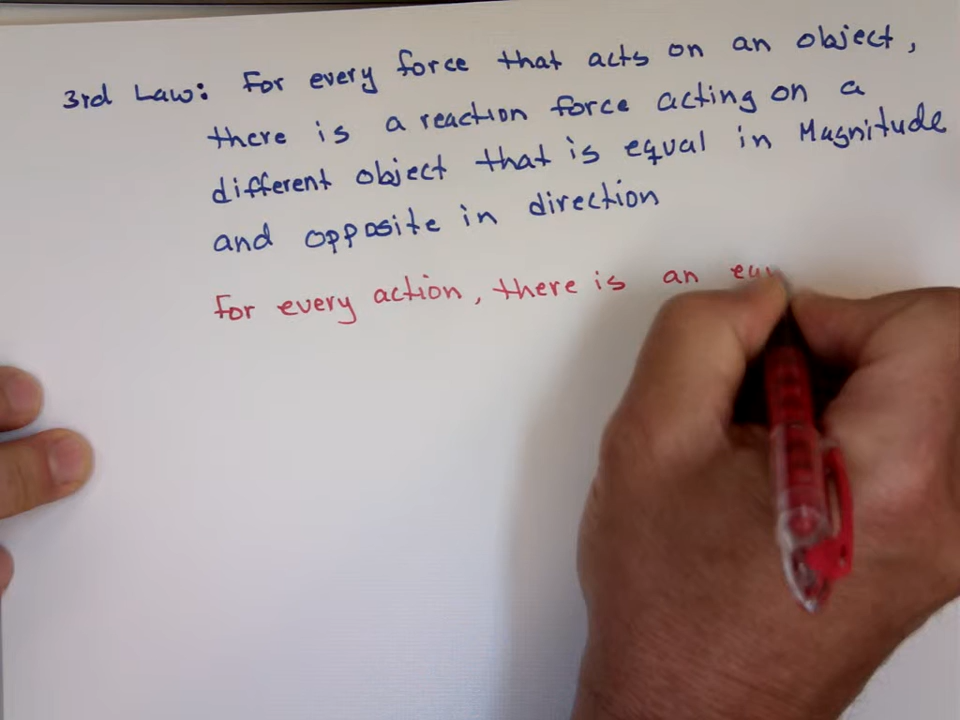 3rd Law: For every force that acts on an object,
there is a reaction force acting on a
different object that is equal in Magnitude
and opposite in direction
For every action, there is an